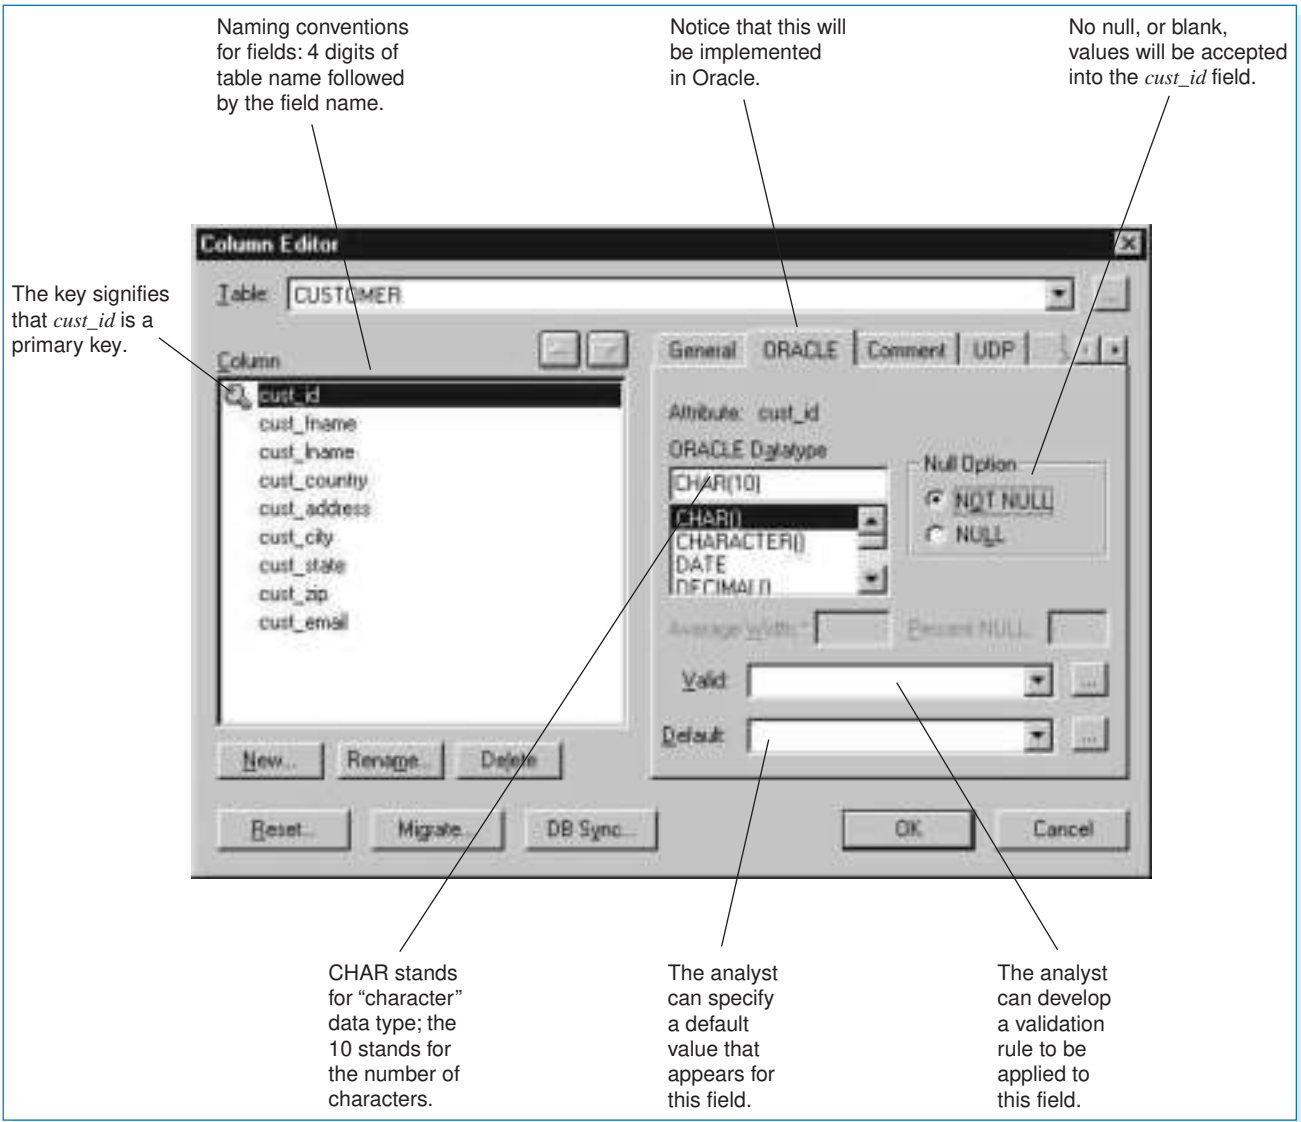 Naming conventions
for fields: 4 digits of
table name followed
by the field name.
Notice that this will
be implemented
in Oracle.
No null, or blank,
values will be accepted
into the cust_id field.
The key signifies
that cust_id is a
primary key.
Column Editor
Table: CUSTOMER
Column
cust_id
cust_fname
cust_lname
cust_country
cust_address
cust_city
cust_state
cust_zip
cust_email
New...
Rename...
Delete
General ORACLE Comment UDP
Attribute: cust_id
ORACLE Datatype
CHAR(10)
CHAR()
CHARACTER()
DATE
DECIMAL()
Null Option
NOT NULL
NULL
Average Width:* Percent NULL:
Valid:
Default:
Reset... Migrate... DB Sync... OK Cancel
CHAR stands
for “character”
data type; the
10 stands for
the number of
characters.
The analyst
can specify
a default
value that
appears for
this field.
The analyst
can develop
a validation
rule to be
applied to
this field.